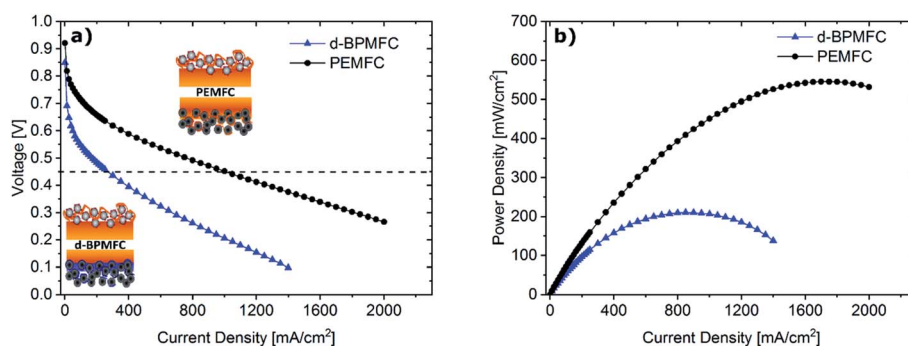 a)
d-BPMFC
PEMFC
PEMFC
d-BPMFC
Voltage [V]
1.0
0.9
0.8
0.7
0.6
0.5
0.4
0.3
0.2
0.1
0.0
0 400 800 1200 1600 2000
Current Density [mA/cm²]
b)
d-BPMFC
PEMFC
Power Density [mW/cm²]
700
600
500
400
300
200
100
0
0 400 800 1200 1600 2000
Current Density [mA/cm²]